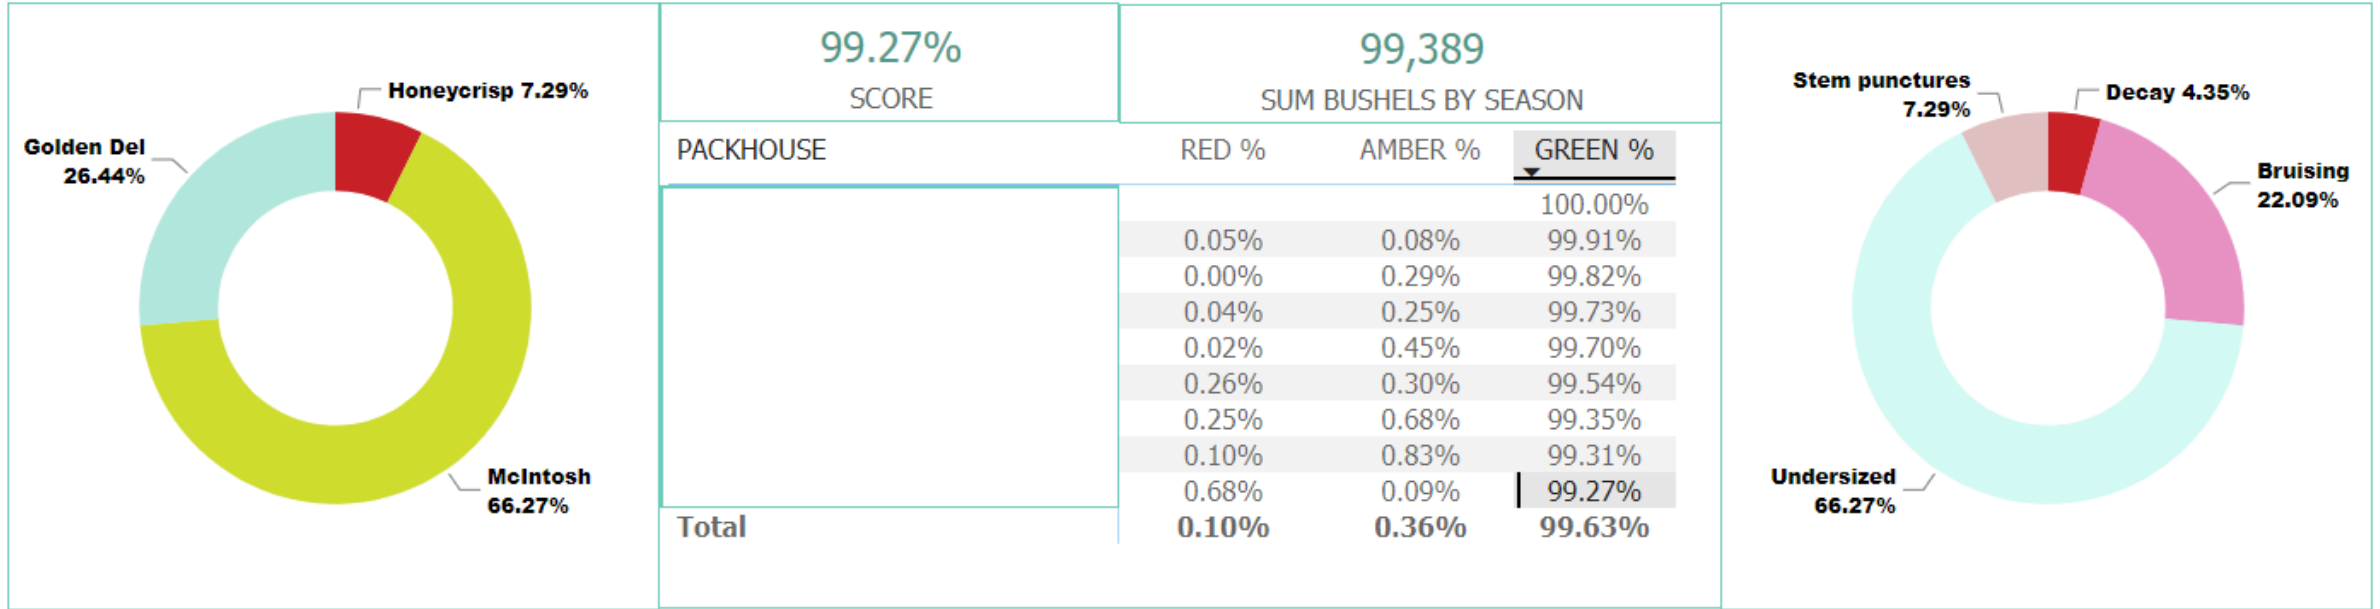 Honeycrisp 7.29%
Golden Del
26.44%
McIntosh
66.27%
99.27%
SCORE
99,389
SUM BUSHELS BY SEASON
PACKHOUSE RED % AMBER % GREEN %
100.00%
0.05% 0.08% 99.91%
0.00% 0.29% 99.82%
0.04% 0.25% 99.73%
0.02% 0.45% 99.70%
0.26% 0.30% 99.54%
0.25% 0.68% 99.35%
0.10% 0.83% 99.31%
0.68% 0.09% 99.27%
Total 0.10% 0.36% 99.63%
Stem punctures
7.29%
Decay 4.35%
Bruising
22.09%
Undersized
66.27%